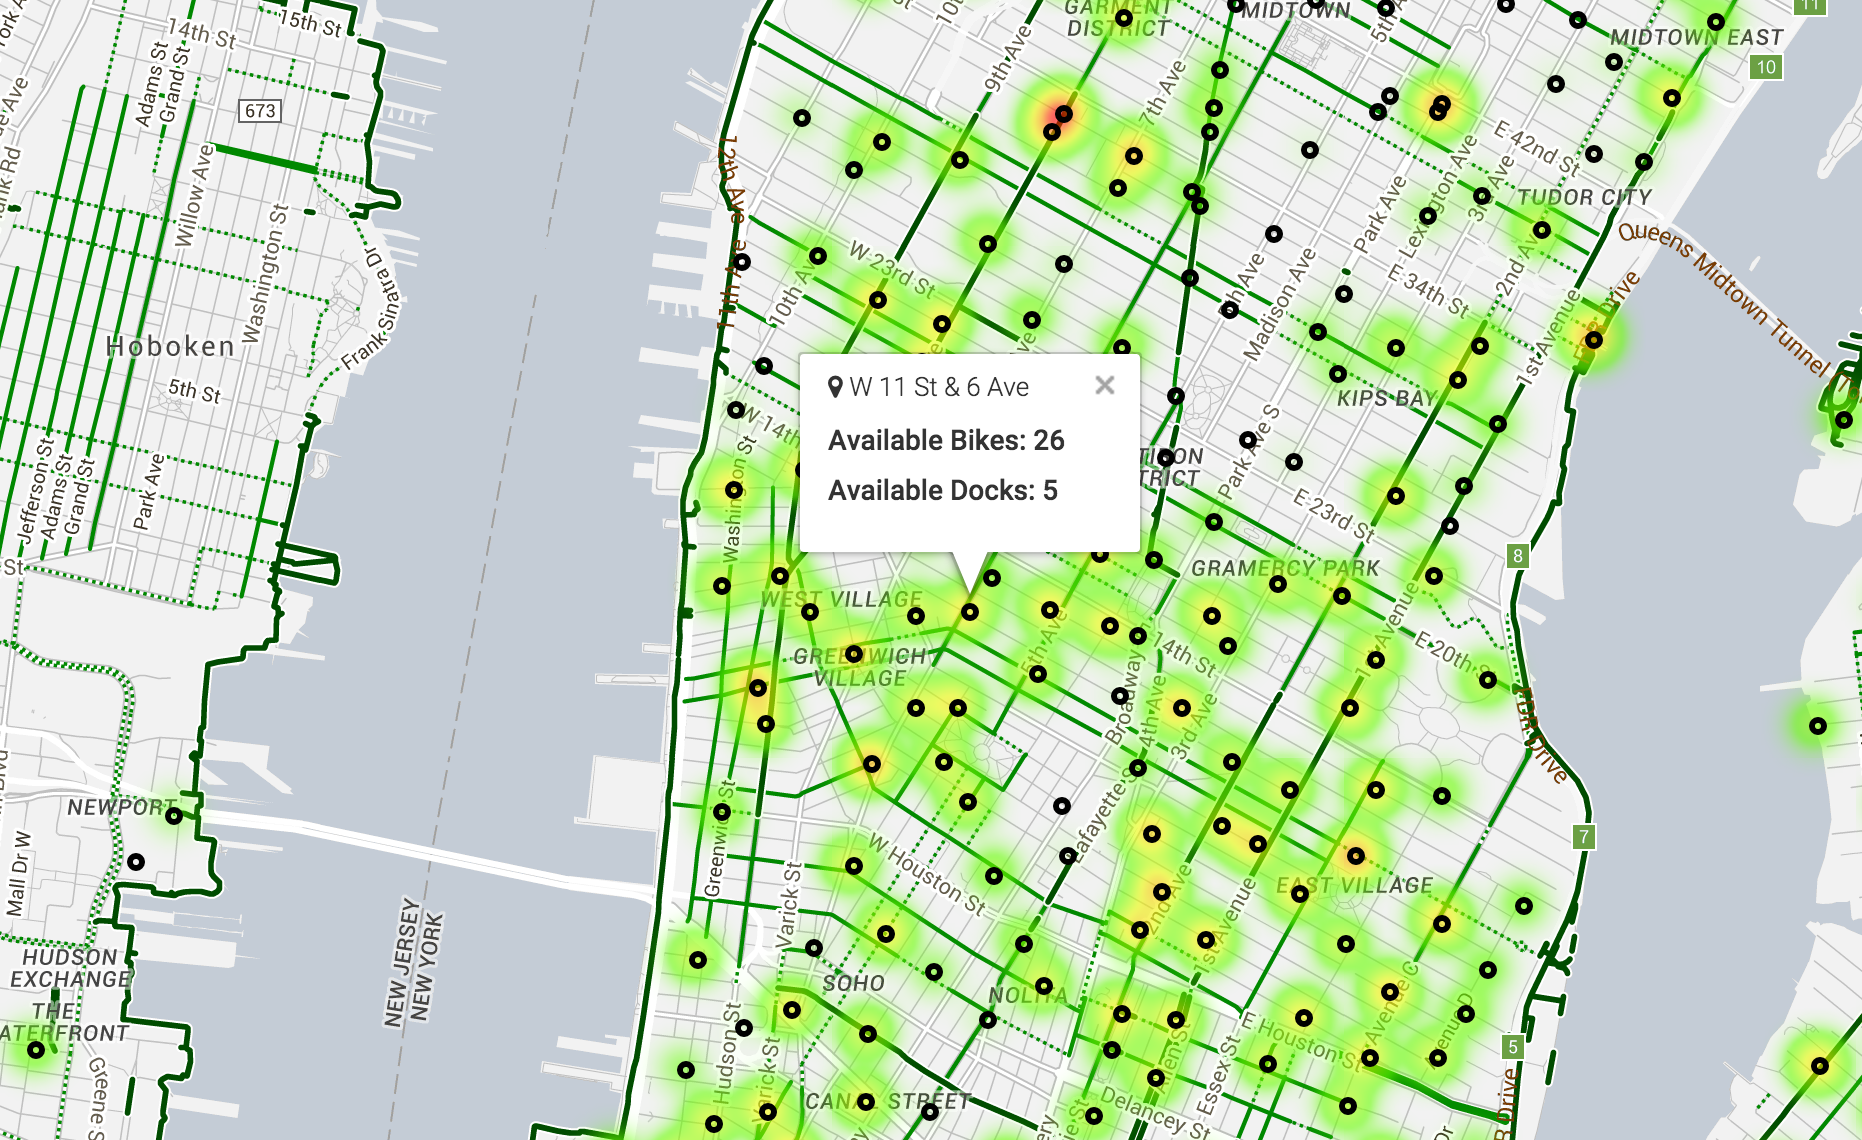 15th St
14th St
Adams St
Grand St
673
Willow Ave
Washington St
Frank Sinatra Dr
Hoboken
5th St
Jefferson St
Adams St
Grand St
Park Ave
St
NEWPORT
Mall Dr W
HUDSON
EXCHANGE
THE
ATERFRONT
Greene S
NEW JERSEY
NEW YORK
GARMENT
DISTRICT
MIDTOWN
MIDTOWN EAST
11
10
9th Ave
7th Ave
12th Ave
11th Ave
10th Av
W 23rd St
W 14th
E 42nd St
TUDOR CITY
Park Ave
Lexington Ave
3rd Ave
2nd Av
E 34th St
Madison Ave
1st Avenue
Queens Midtown Tunnel
KIPS BAY
W 11 St & 6 Ave
×
Available Bikes: 26
Available Docks: 5
TRICT
Park Ave S
E 23rd St
8
GRAMERCY PARK
Washington St
WEST VILLAGE
GREENWICH
VILLAGE
5th Ave
14th St
1st Avenue
E 20th St
FDR Drive
Broadway
4th Ave
3rd Ave
Lafayette S
7
Greenwich St
W Houston St
Varick St
2nd Ave
1st Avenue
EAST VILLAGE
SOHO
NOLITA
Avenue C
Avenue D
E Houston St
5
Hudson St
Varick St
Allen St
Essex St
CANAL STREET
Delancey St
R Drive